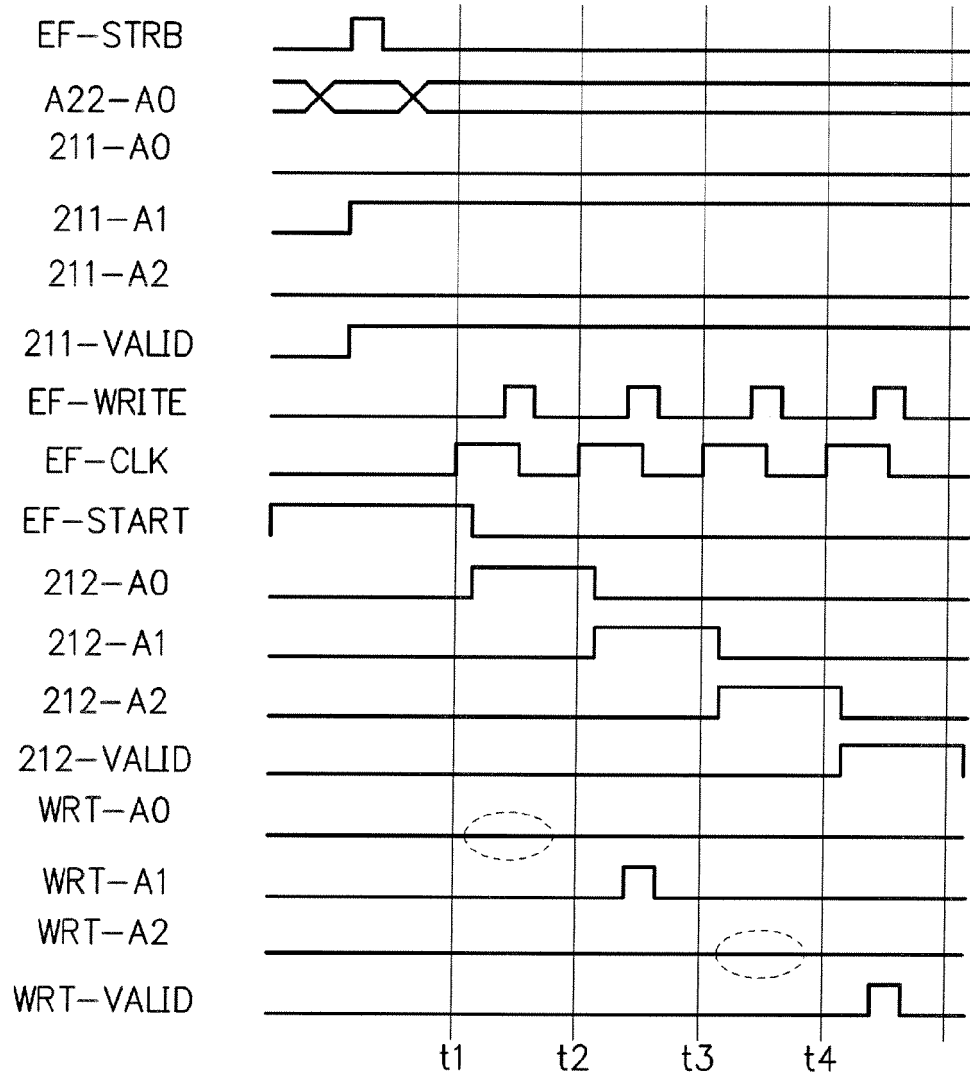 EF-STRB
A22-A0
211-A0
211-A1
211-A2
211-VALID
EF-WRITE
EF-CLK
EF-START
212-A0
212-A1
212-A2
212-VALID
WRT-A0
WRT-A1
WRT-A2
WRT-VALID
t1 t2 t3 t4